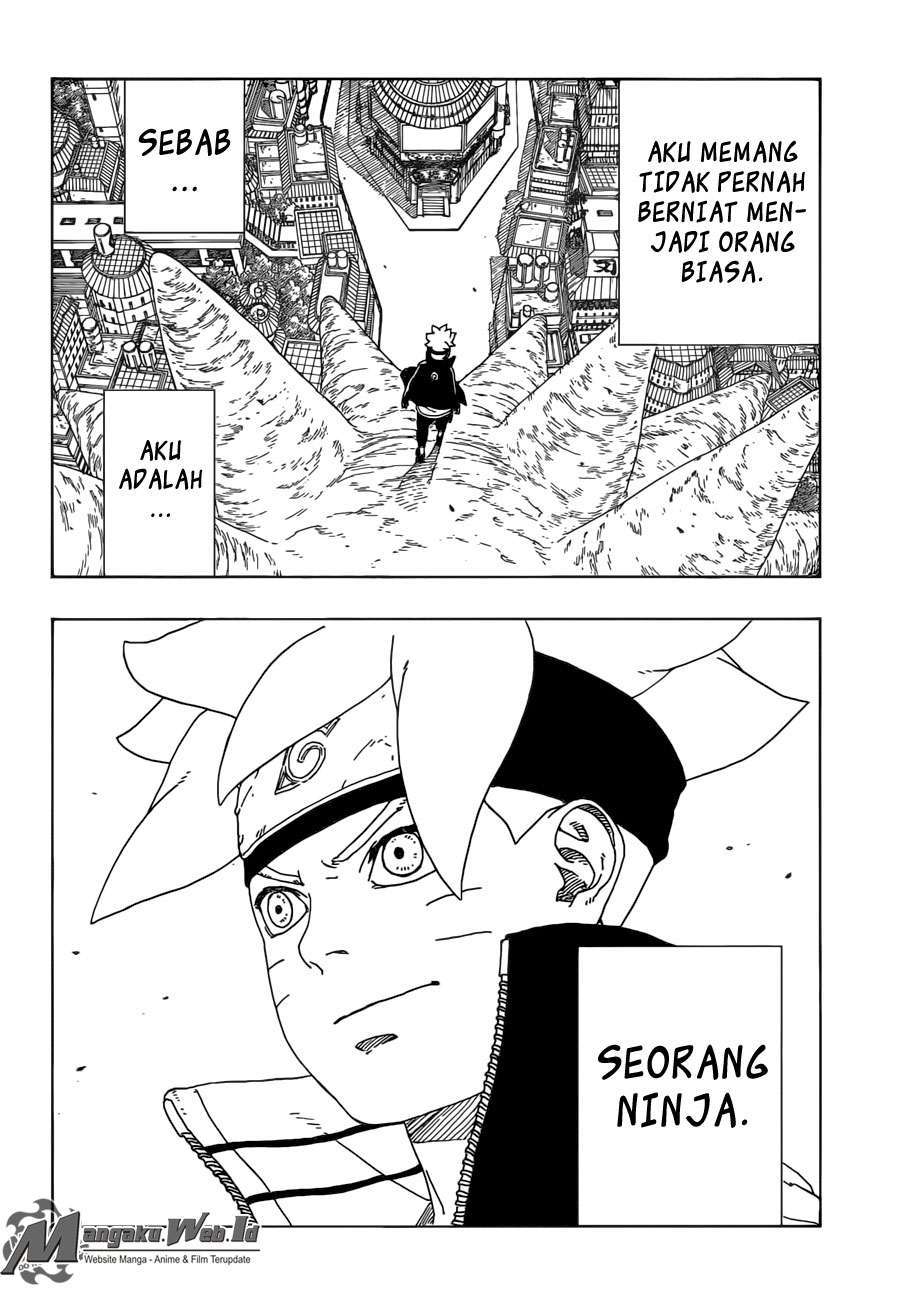 AKU MEMANG
TIDAK PERNAH
BERNIAT MEN-
JADI ORANG
BIASA.
SEBAB
...
AKU
ADALAH
...
SEORANG
NINJA.
Mangaku.Web.Id
Website Manga - Anime & Film Terupdate